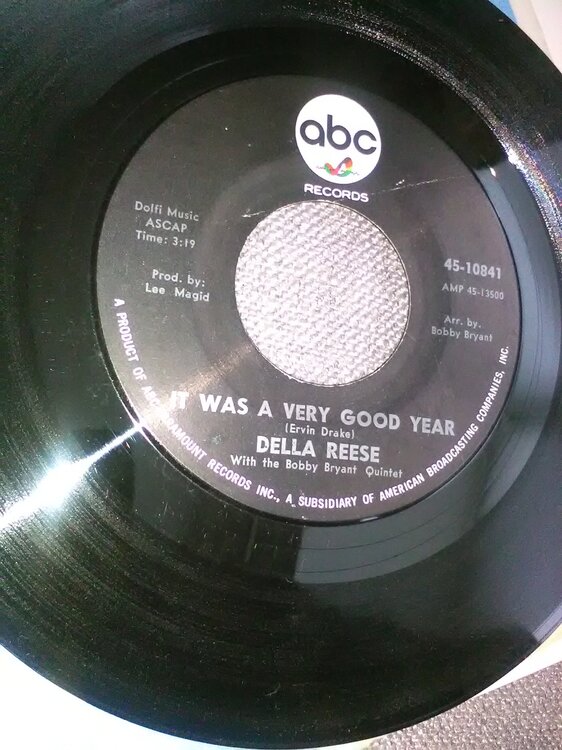 abc
RECORDS
Dolfi Music
ASCAP
Time: 3:19
Prod. by:
Lee Magid
45-10841
AMP 45-13500
Arr. by.
Bobby Bryant
IT WAS A VERY GOOD YEAR
(Ervin Drake)
DELLA REESE
With the Bobby Bryant Quintet
A PRODUCT OF RAMOUNT RECORDS INC., A SUBSIDIARY OF AMERICAN BROADCASTING COMPANIES, INC.